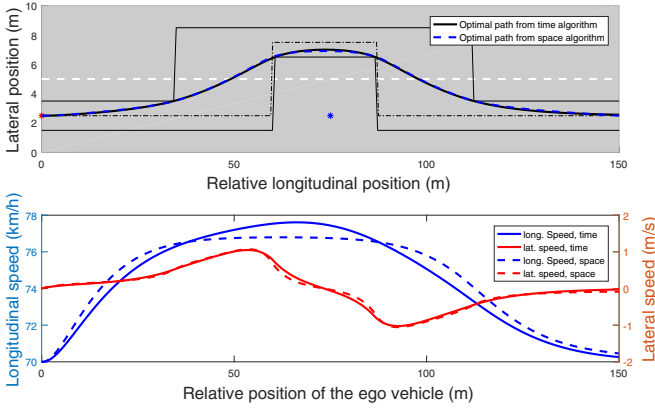 Lateral position (m)
10
8
6
4
2
0
Optimal path from time algorithm
Optimal path from space algorithm
0
50
100
150
Relative longitudinal position (m)
Longitudinal speed (km/h)
78
76
74
72
70
long. Speed, time
lat. speed, time
long. Speed, space
lat. speed, space
2
1
0
-1
-2
Lateral speed (m/s)
0
50
100
150
Relative position of the ego vehicle (m)